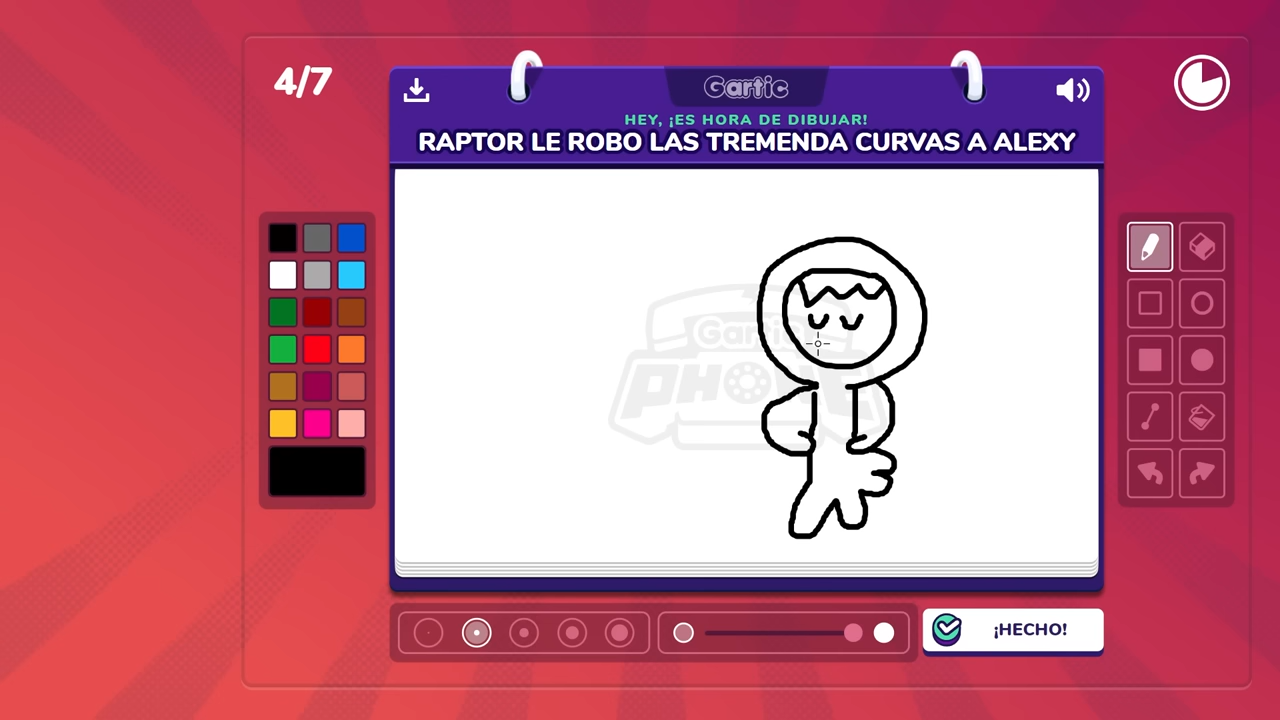 4/7
Gartic
HEY, ¡ES HORA DE DIBUJAR!
RAPTOR LE ROBO LAS TREMENDA CURVAS A ALEXY
Gartic
PHONE
¡HECHO!